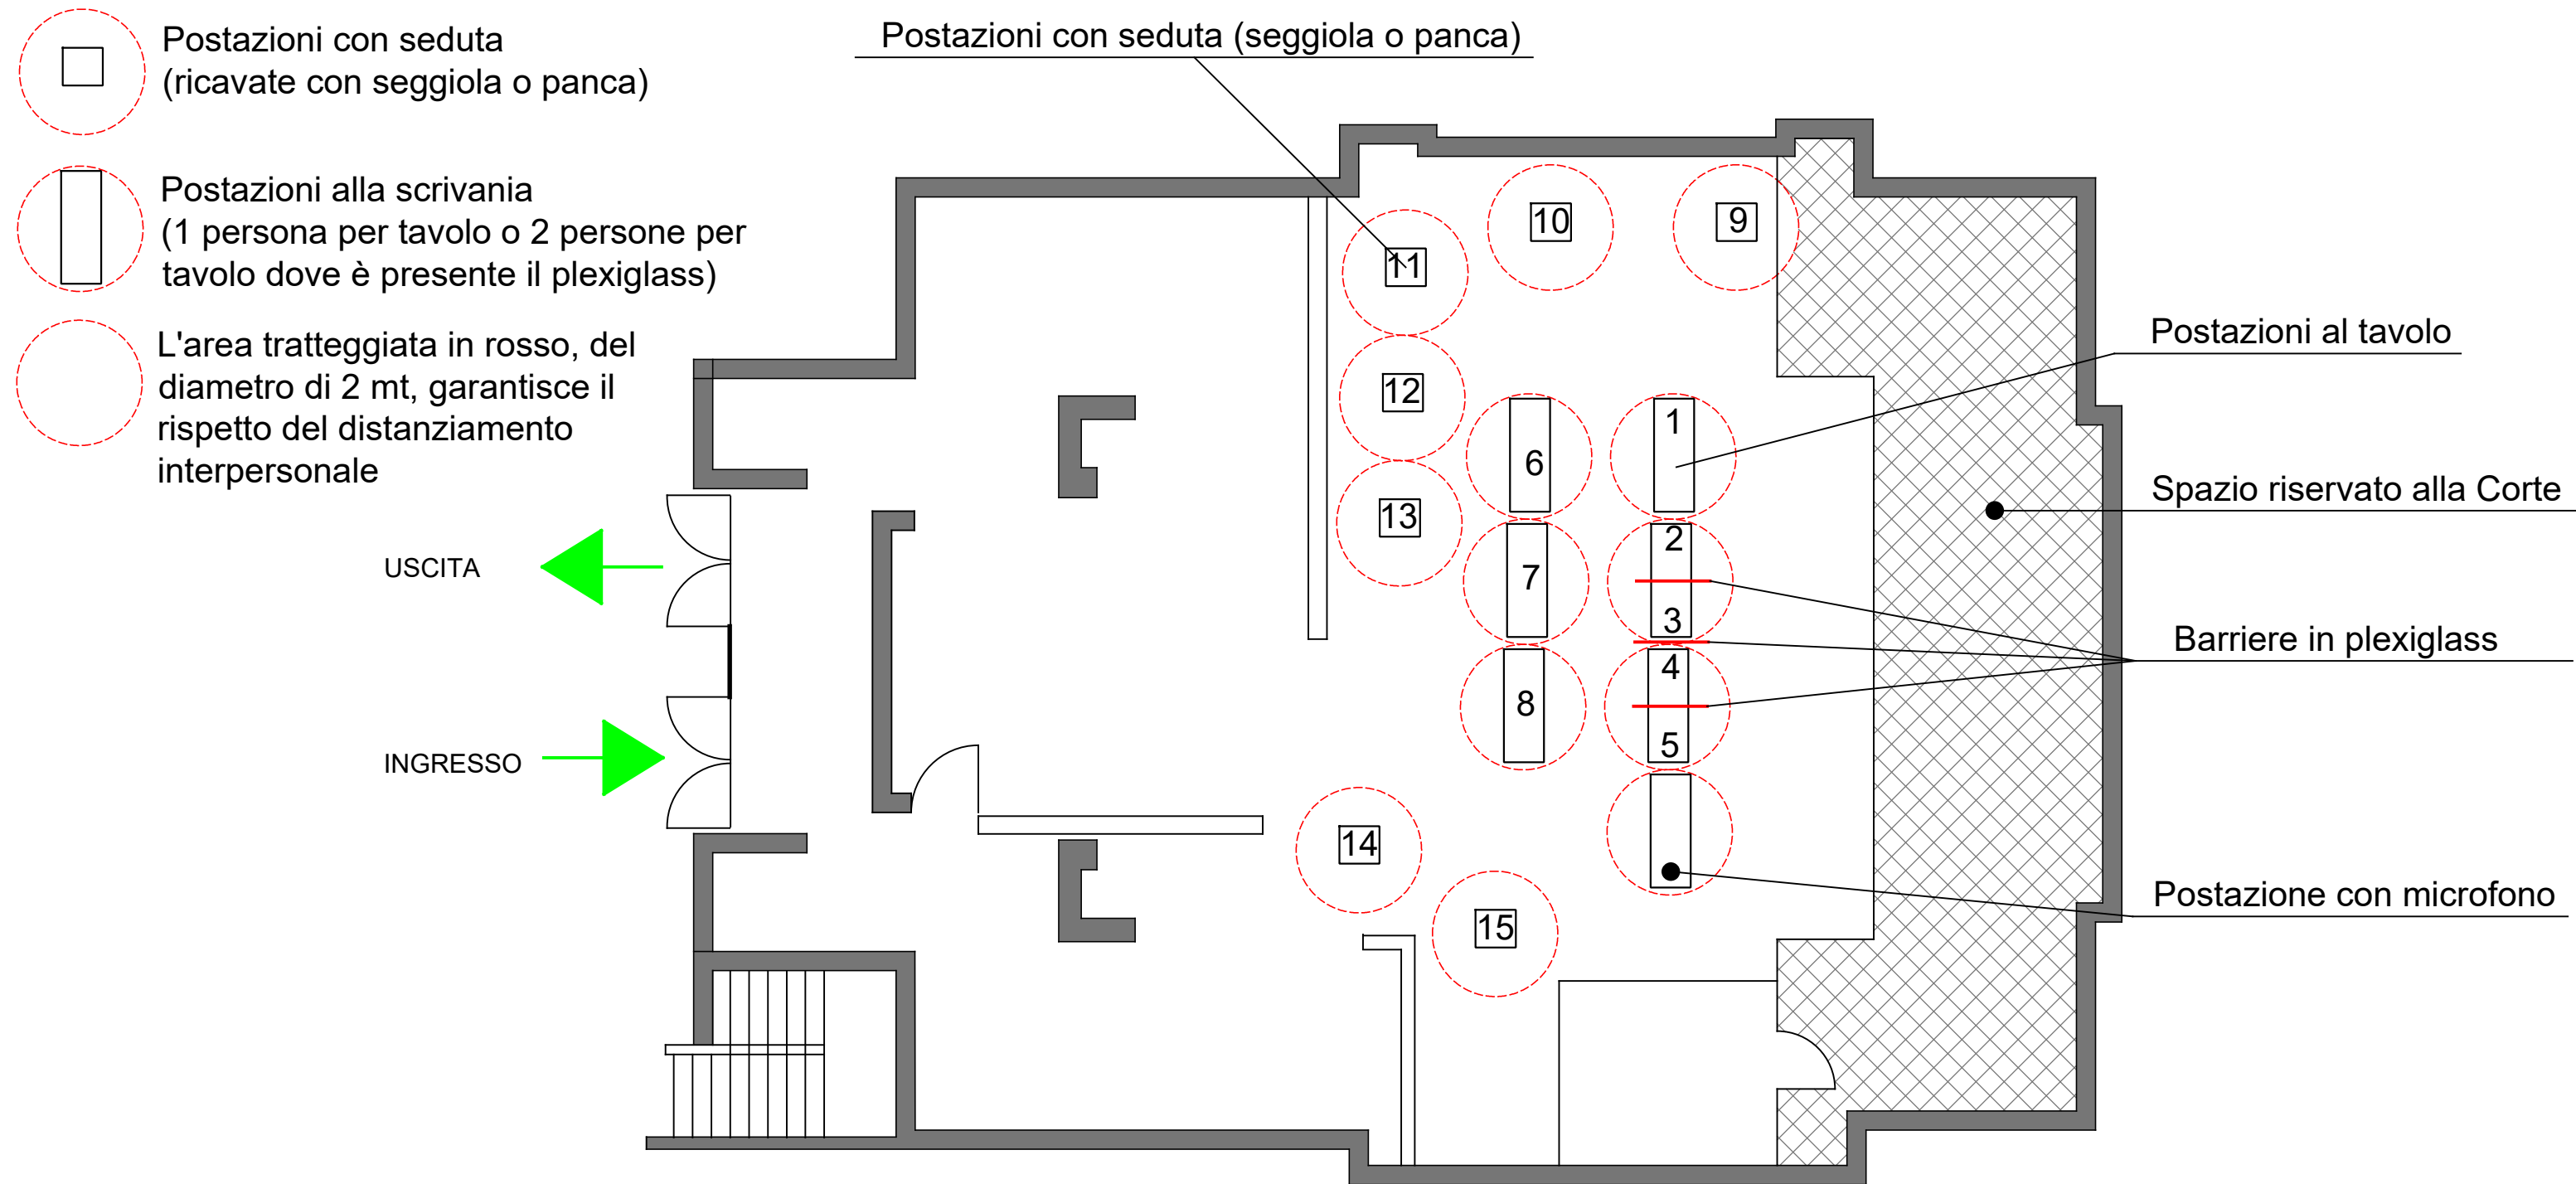 Postazioni con seduta
(ricavate con seggiola o panca)
Postazioni alla scrivania
(1 persona per tavolo o 2 persone per
tavolo dove è presente il plexiglass)
L'area tratteggiata in rosso, del
diametro di 2 mt, garantisce il
rispetto del distanziamento
interpersonale
Postazioni con seduta (seggiola o panca)
10
9
11
12
13
6
1
7
2
3
8
4
5
14
15
USCITA
INGRESSO
Postazioni al tavolo
Spazio riservato alla Corte
Barriere in plexiglass
Postazione con microfono